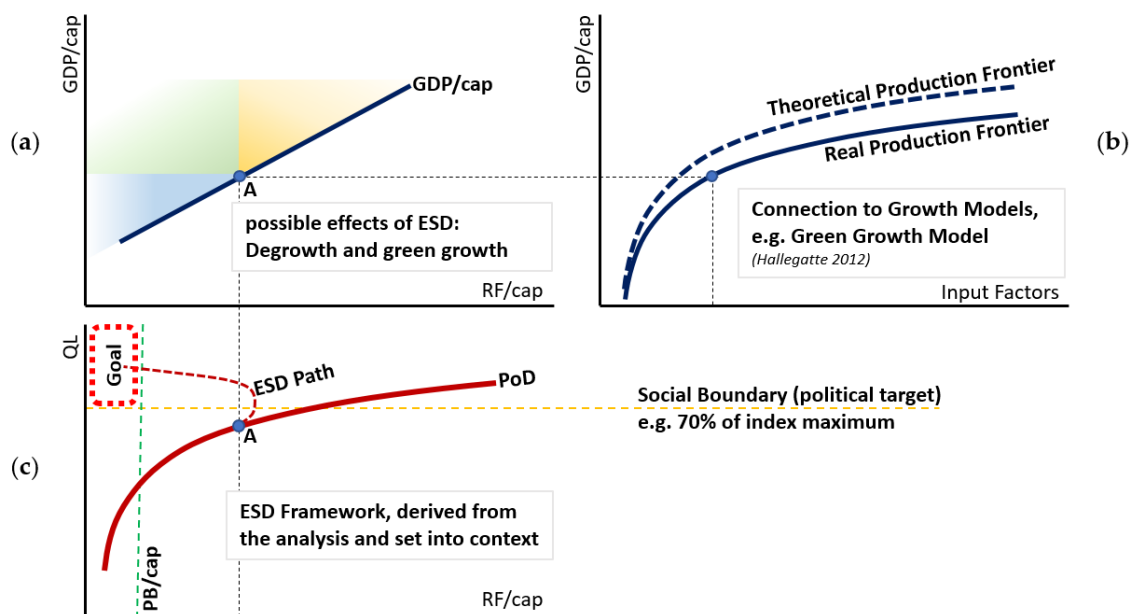 (a)
GDP/cap
GDP/cap
A
possible effects of ESD:
Degrowth and green growth
RF/cap
(b)
GDP/cap
Theoretical Production Frontier
Real Production Frontier
Connection to Growth Models,
e.g. Green Growth Model
(Hallegatte 2012)
Input Factors
(c)
QL
Goal
ESD Path
PoD
A
Social Boundary (political target)
e.g. 70% of index maximum
ESD Framework, derived from
the analysis and set into context
PB/cap
RF/cap